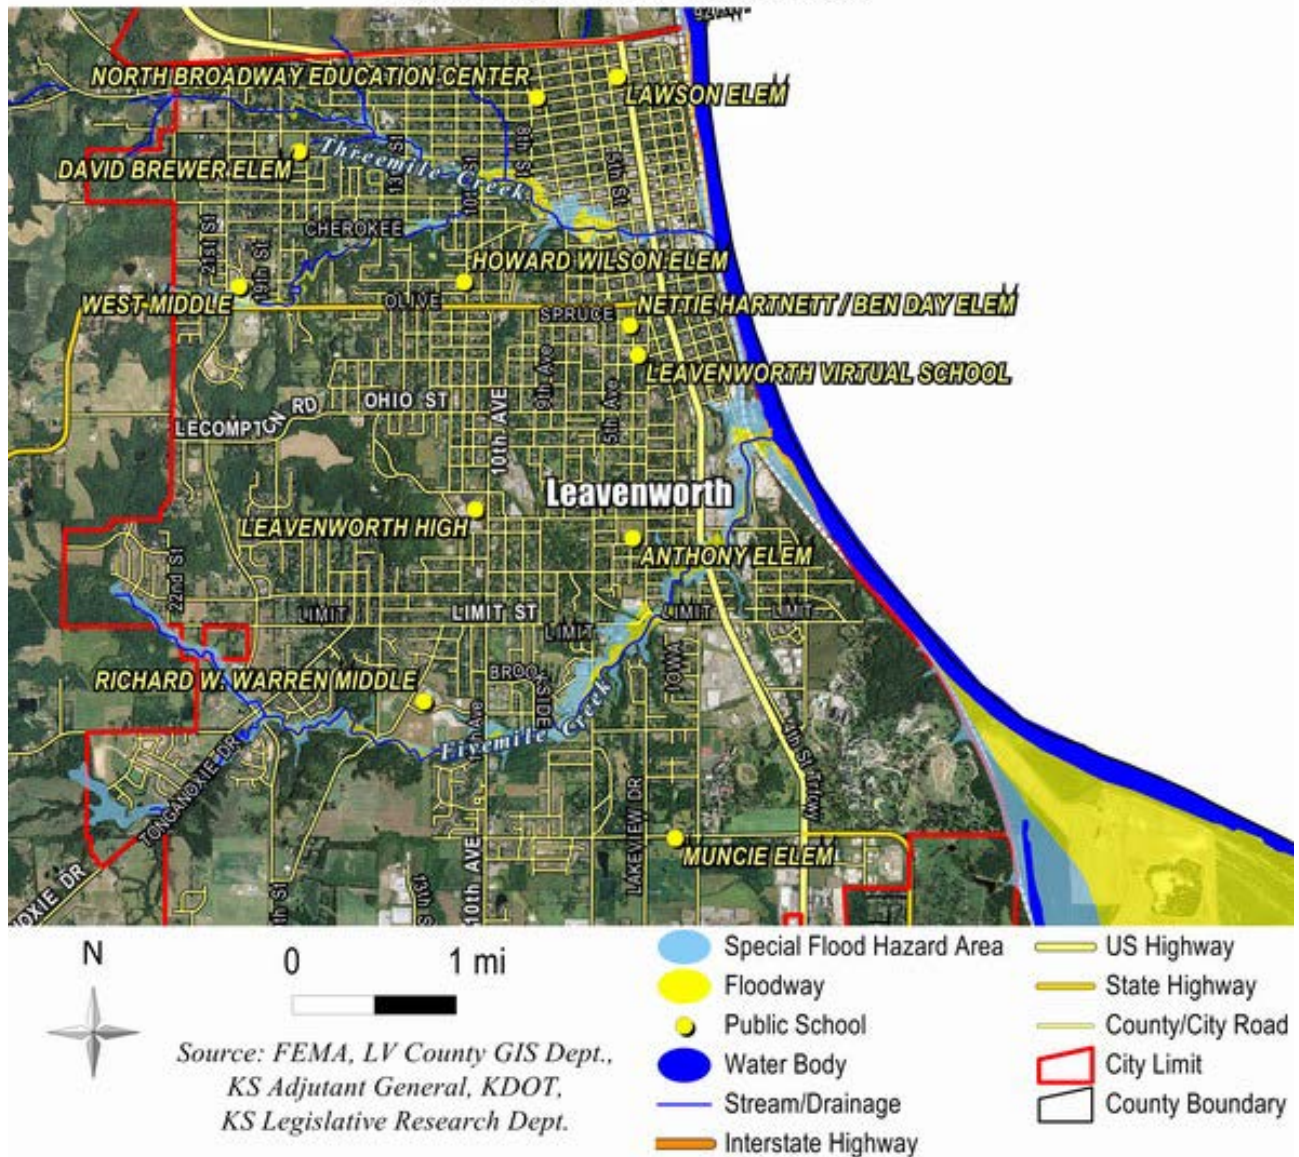 NORTH BROADWAY EDUCATION CENTER
LAWSON ELEM
8th St
5th St
DAVID BREWER ELEM
Threemile Creek
10th St
CHEROKEE
21st St
19th St
HOWARD WILSON ELEM
WEST MIDDLE
OLIVE
SPRUCE
NETTIE HARTNETT / BEN DAY ELEM
LEAVENWORTH VIRTUAL SCHOOL
9th Ave
5th Ave
OHIO ST
LECOMPTON RD
10th AVE
Leavenworth
LEAVENWORTH HIGH
ANTHONY ELEM
22nd St
LIMIT
LIMIT ST
LIMIT
LIMIT
LIMIT
IOWA
BROOKSIDE
RICHARD W. WARREN MIDDLE
Fivemile Creek
TONGANOXIE DR
4th St Trfwy
LAKEVIEW DR
10th AVE
MUNCIE ELEM
NOXIE DR
13th S
N
0 1 mi
Source: FEMA, LV County GIS Dept.,
KS Adjutant General, KDOT,
KS Legislative Research Dept.
Special Flood Hazard Area
Floodway
Public School
Water Body
Stream/Drainage
Interstate Highway
US Highway
State Highway
County/City Road
City Limit
County Boundary